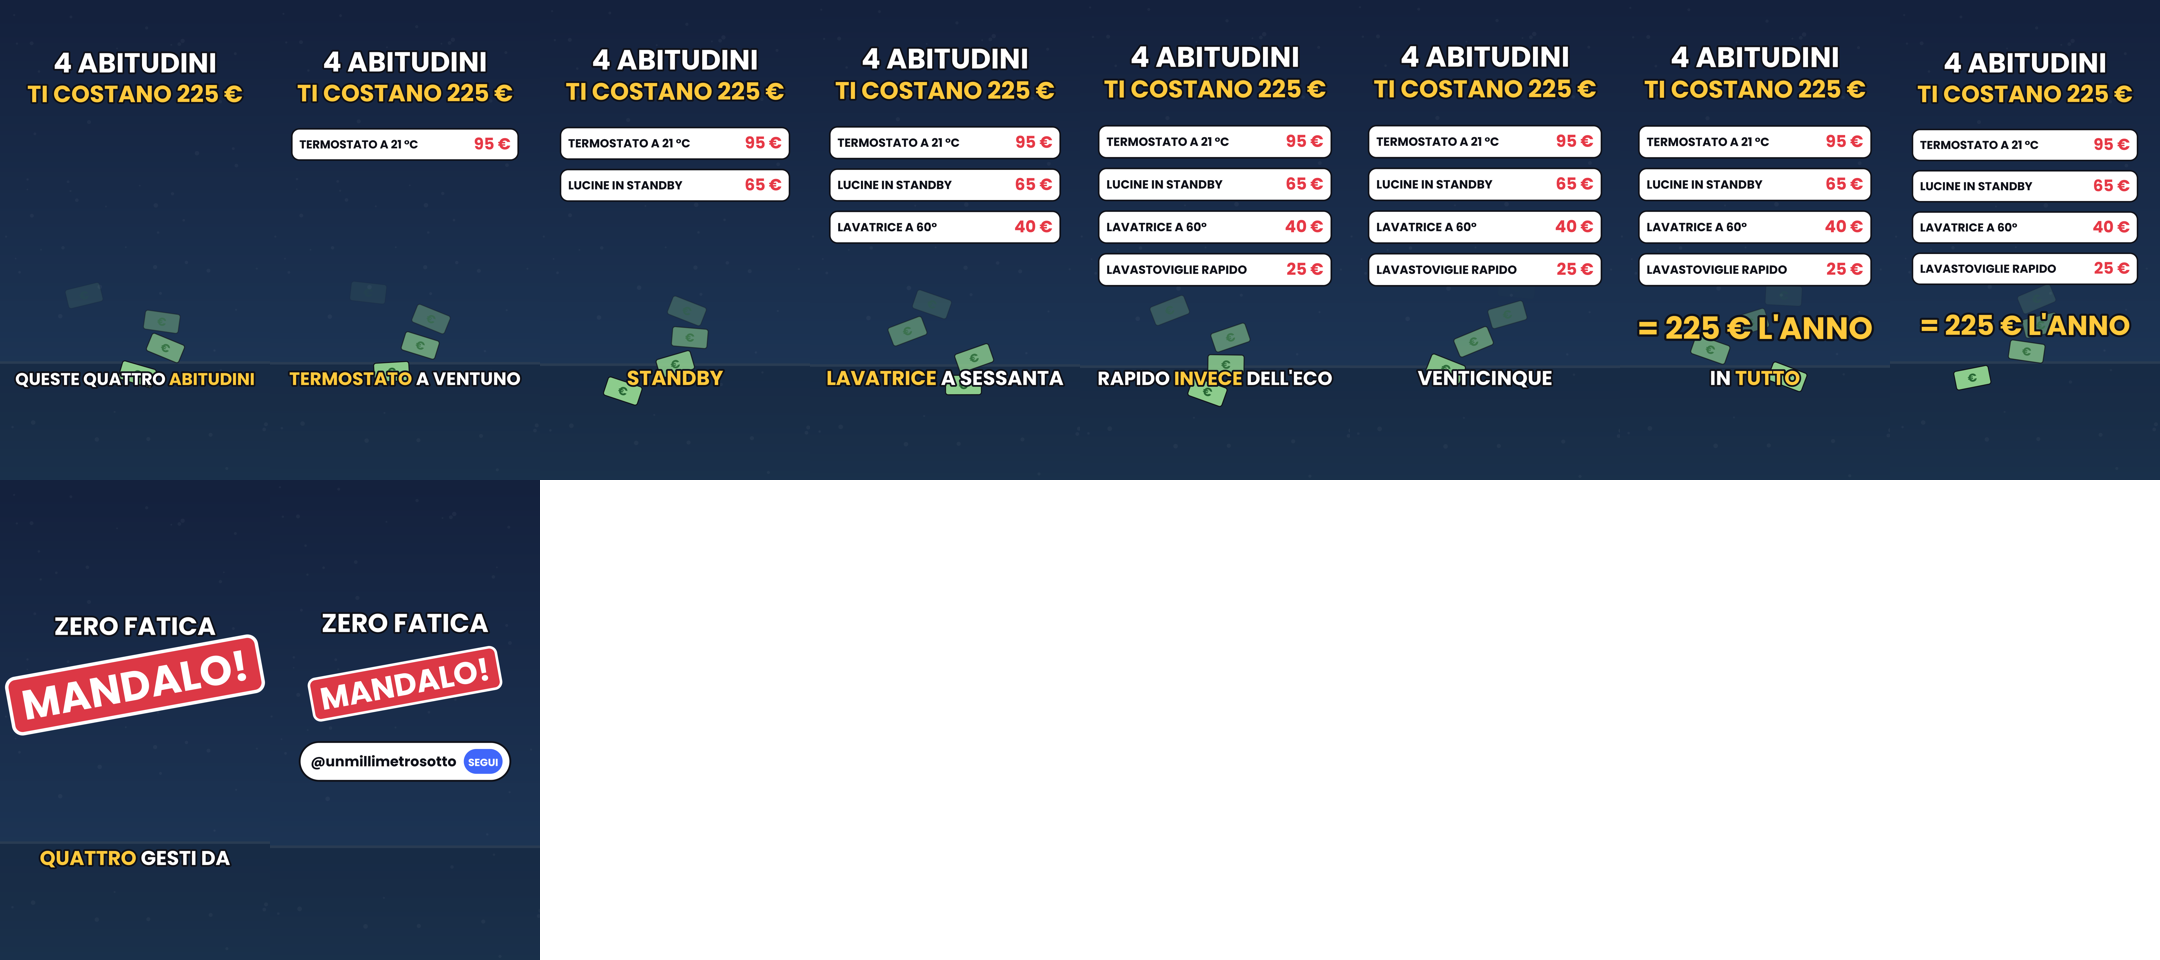 4 ABITUDINI
TI COSTANO 225 €
QUESTE QUATTRO ABITUDINI
4 ABITUDINI
TI COSTANO 225 €
TERMOSTATO A 21 °C 95 €
TERMOSTATO A VENTUNO
4 ABITUDINI
TI COSTANO 225 €
TERMOSTATO A 21 °C 95 €
LUCINE IN STANDBY 65 €
€
€
€
STANDBY
4 ABITUDINI
TI COSTANO 225 €
TERMOSTATO A 21 °C 95 €
LUCINE IN STANDBY 65 €
LAVATRICE A 60° 40 €
€
€
LAVATRICE A SESSANTA
4 ABITUDINI
TI COSTANO 225 €
TERMOSTATO A 21 °C 95 €
LUCINE IN STANDBY 65 €
LAVATRICE A 60° 40 €
LAVASTOVIGLIE RAPIDO 25 €
€
€
RAPIDO INVECE DELL'ECO
€
4 ABITUDINI
TI COSTANO 225 €
TERMOSTATO A 21 °C 95 €
LUCINE IN STANDBY 65 €
LAVATRICE A 60° 40 €
LAVASTOVIGLIE RAPIDO 25 €
€
VENTICINQUE
4 ABITUDINI
TI COSTANO 225 €
TERMOSTATO A 21 °C 95 €
LUCINE IN STANDBY 65 €
LAVATRICE A 60° 40 €
LAVASTOVIGLIE RAPIDO 25 €
= 225 € L'ANNO
€
IN TUTTO
4 ABITUDINI
TI COSTANO 225 €
TERMOSTATO A 21 °C 95 €
LUCINE IN STANDBY 65 €
LAVATRICE A 60° 40 €
LAVASTOVIGLIE RAPIDO 25 €
= 225 € L'ANNO
€
€
ZERO FATICA
MANDALO!
QUATTRO GESTI DA
ZERO FATICA
MANDALO!
@unmillimetrosotto SEGUI